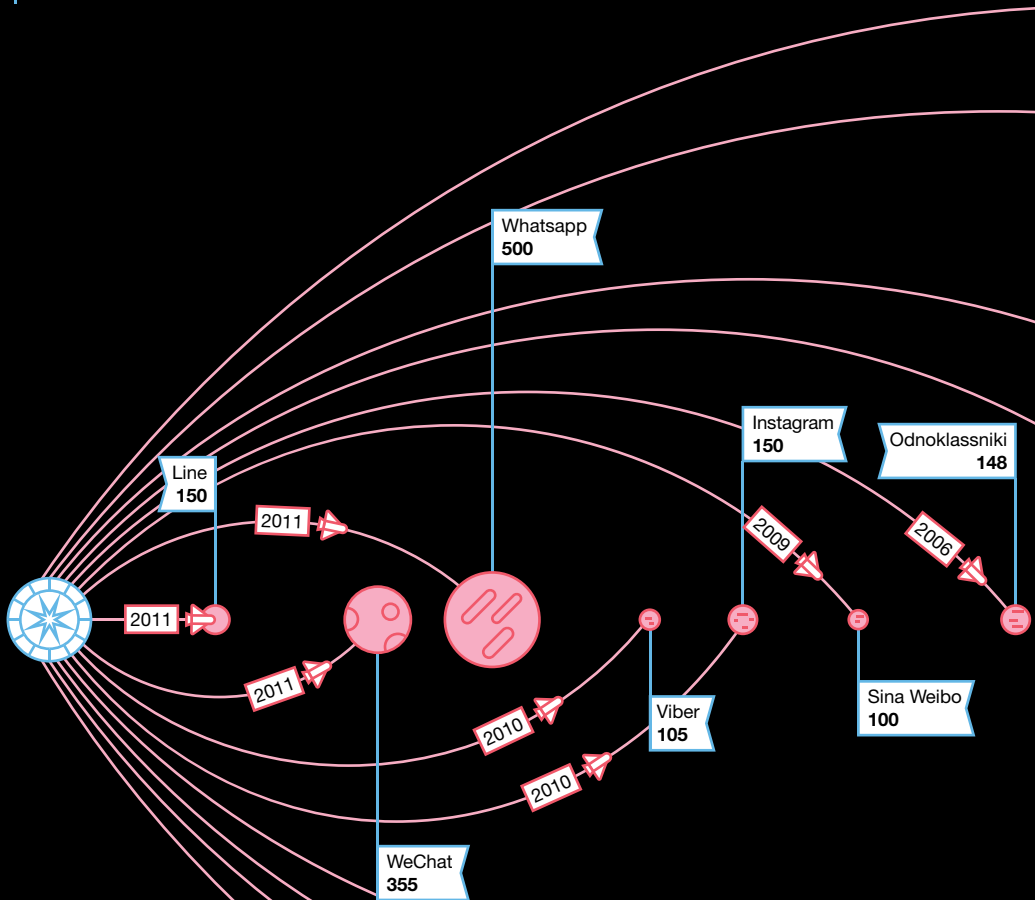 Whatsapp
500
Instagram
150
Odnoklassniki
148
Line
150
2011
2009
2006
2011
2011
Sina Weibo
100
Viber
105
2010
2010
WeChat
355